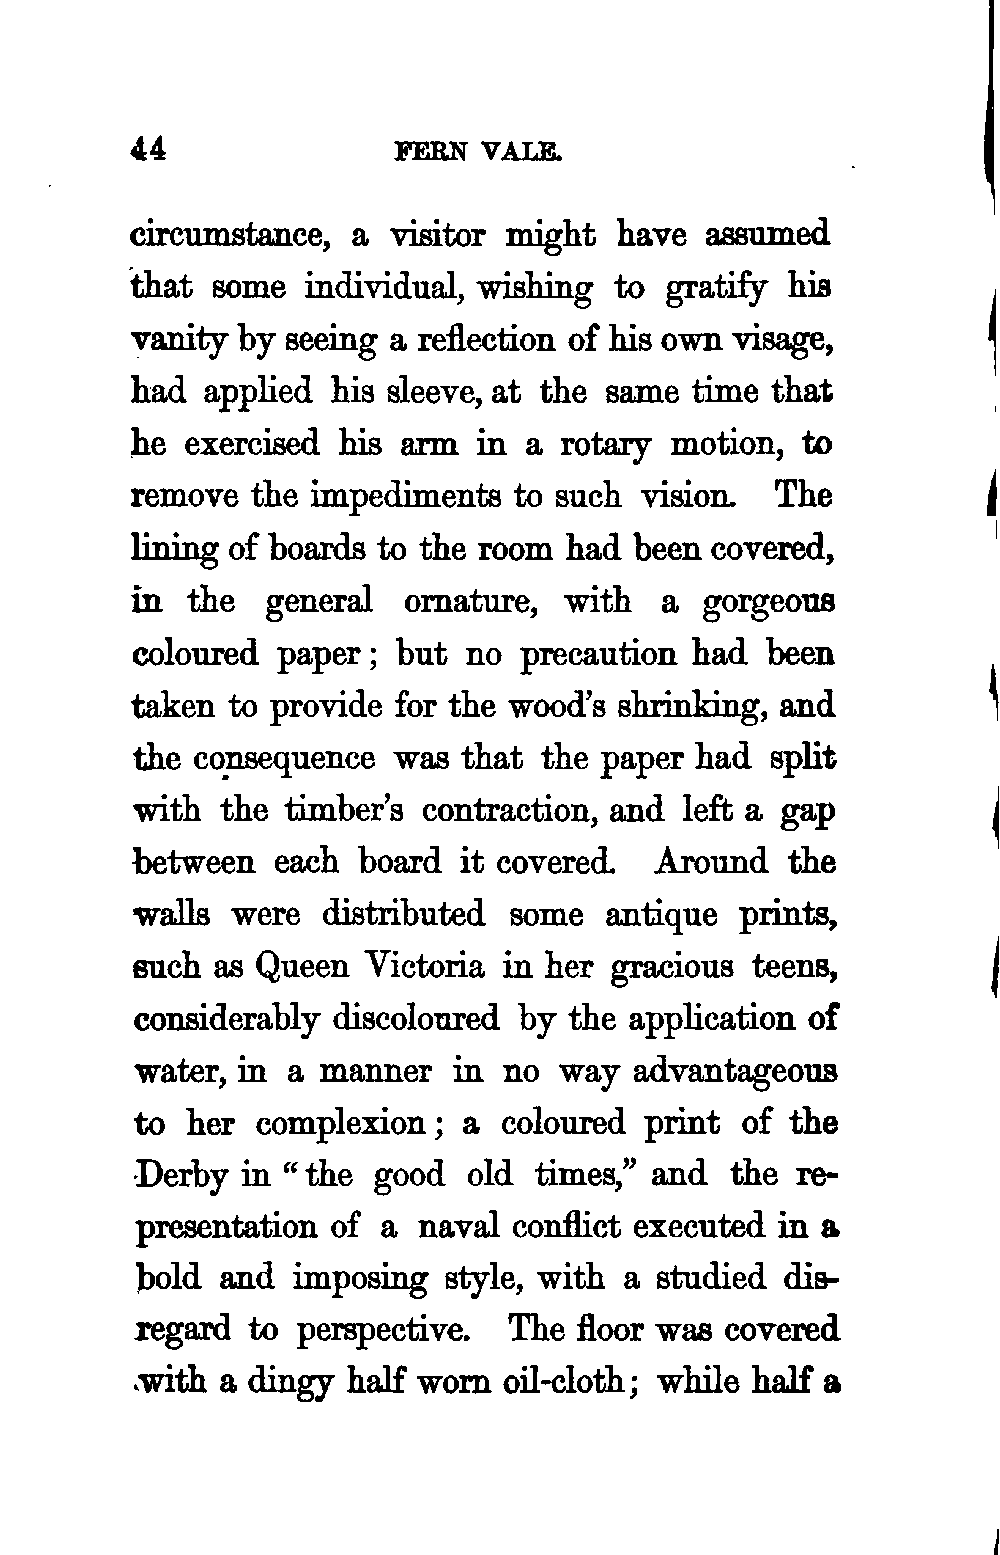 44 FERN VALE.
circumstance, a visitor might have assumed
that some individual, wishing to gratify his
vanity by seeing a reflection of his own visage,
had applied his sleeve, at the same time that
he exercised his arm in a rotary motion, to
remove the impediments to such vision. The
lining of boards to the room had been covered,
in the general ornature, with a gorgeous
coloured paper; but no precaution had been
taken to provide for the wood's shrinking, and
the consequence was that the paper had split
with the timber's contraction, and left a gap
between each board it covered. Around the
walls were distributed some antique prints,
such as Queen Victoria in her gracious teens,
considerably discoloured by the application of
water, in a manner in no way advantageous
to her complexion; a coloured print of the
Derby in "the good old times," and the re-
presentation of a naval conflict executed in a
bold and imposing style, with a studied dis-
regard to perspective. The floor was covered
with a dingy half worn oil-cloth; while half a